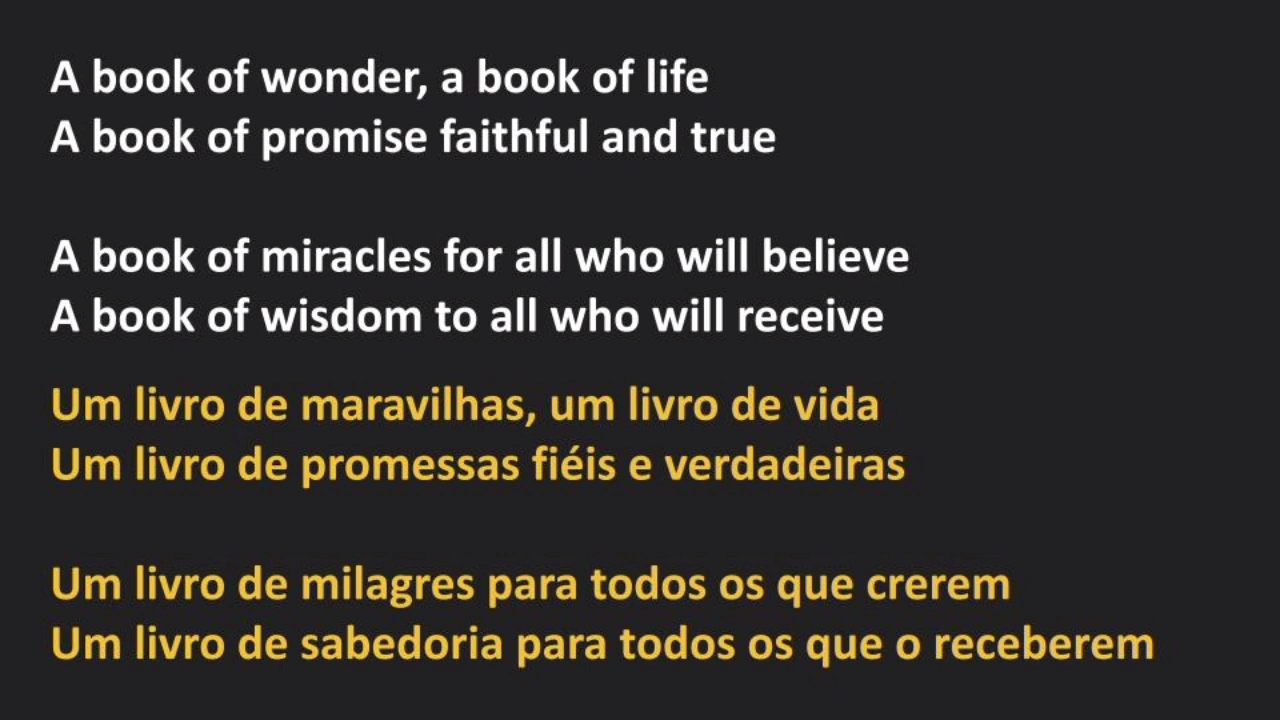 A book of wonder, a book of life
A book of promise faithful and true
A book of miracles for all who will believe
A book of wisdom to all who will receive
Um livro de maravilhas, um livro de vida
Um livro de promessas fiéis e verdadeiras
Um livro de milagres para todos os que crerem
Um livro de sabedoria para todos os que o receberem